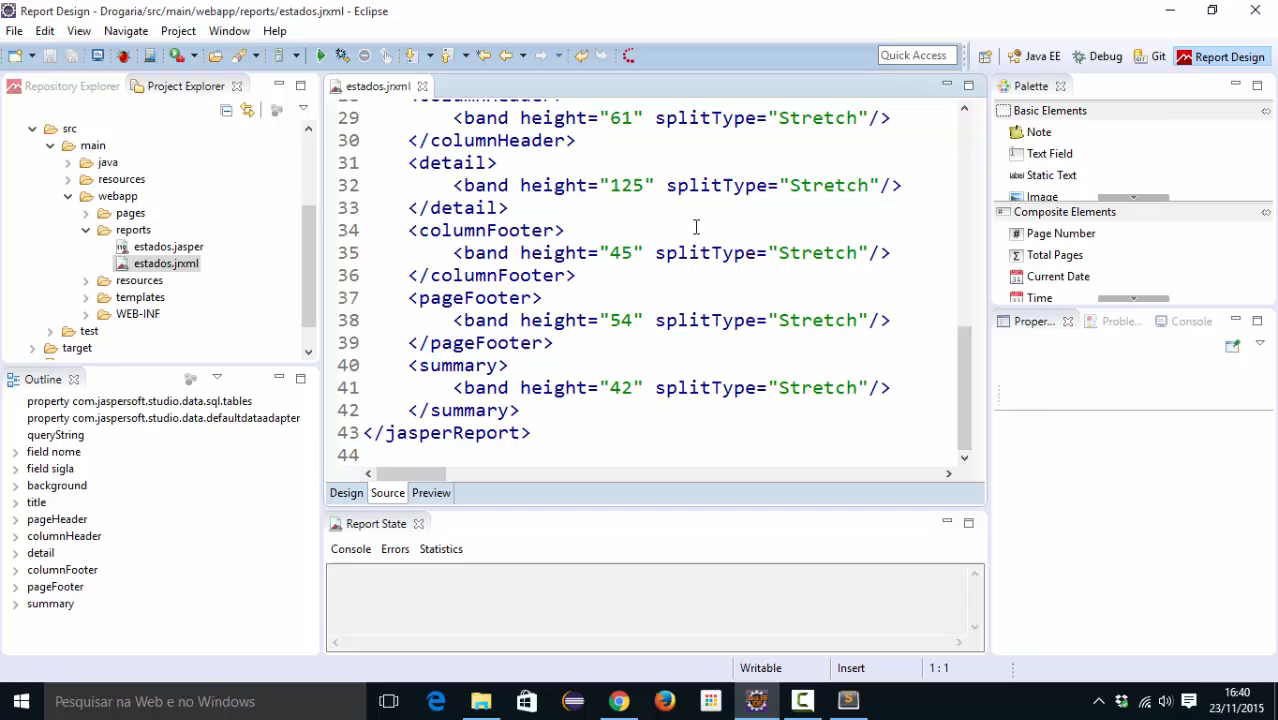 Report Design - Drogaria/src/main/webapp/reports/estados.jrxml - Eclipse
File Edit View Navigate Project Window Help
Quick Access Java EE Debug Git Report Design
Repository Explorer Project Explorer
src
main
java
resources
webapp
pages
reports
estados.jasper
estados.jrxml
resources
templates
WEB-INF
test
target
Outline
property com.jaspersoft.studio.data.sql.tables
property com.jaspersoft.studio.data.defaultdataadapter
queryString
field nome
field sigla
background
title
pageHeader
columnHeader
detail
columnFooter
pageFooter
summary
estados.jrxml
28 <columnHeader>
29 <band height="61" splitType="Stretch"/>
30 </columnHeader>
31 <detail>
32 <band height="125" splitType="Stretch"/>
33 </detail>
34 <columnFooter>
35 <band height="45" splitType="Stretch"/>
36 </columnFooter>
37 <pageFooter>
38 <band height="54" splitType="Stretch"/>
39 </pageFooter>
40 <summary>
41 <band height="42" splitType="Stretch"/>
42 </summary>
43 </jasperReport>
44
Design Source Preview
Report State
Console Errors Statistics
Palette
Basic Elements
Note
Text Field
Static Text
Image
Composite Elements
Page Number
Total Pages
Current Date
Time
Proper... Proble... Console
Writable Insert 1 : 1
Pesquisar na Web e no Windows
16:40
23/11/2015